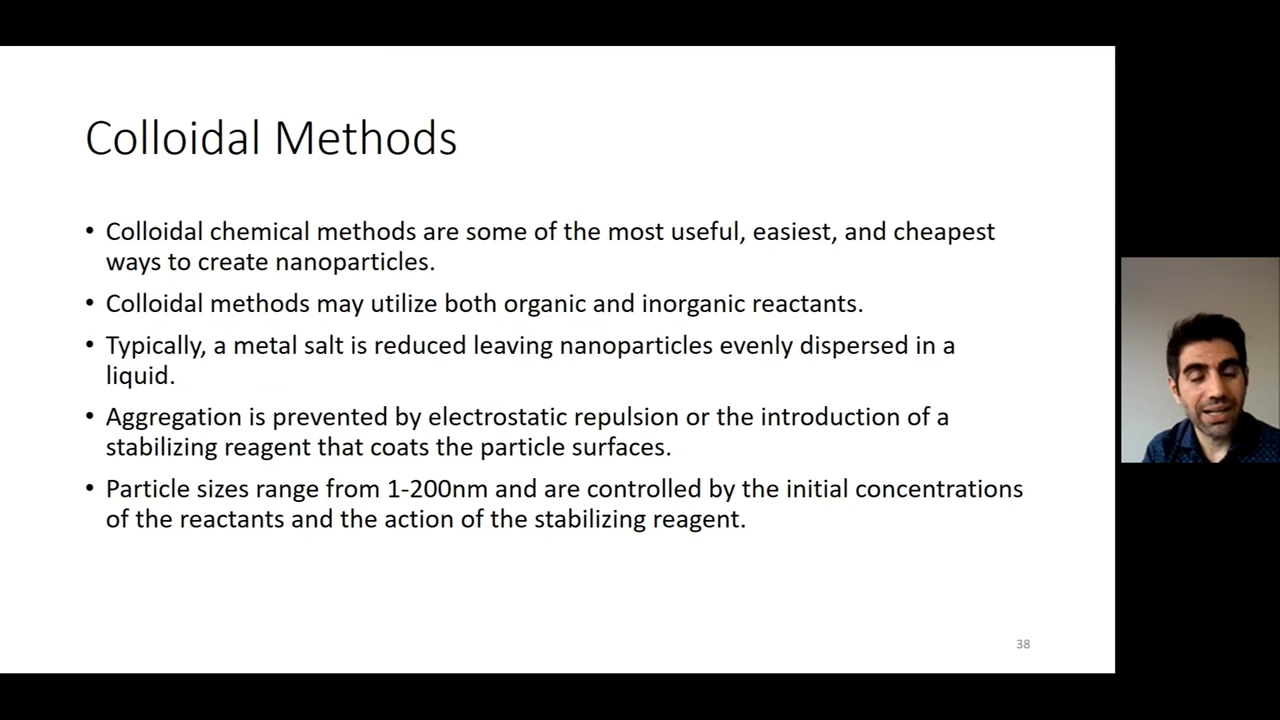 Colloidal Methods
• Colloidal chemical methods are some of the most useful, easiest, and cheapest
ways to create nanoparticles.
• Colloidal methods may utilize both organic and inorganic reactants.
• Typically, a metal salt is reduced leaving nanoparticles evenly dispersed in a
liquid.
• Aggregation is prevented by electrostatic repulsion or the introduction of a
stabilizing reagent that coats the particle surfaces.
• Particle sizes range from 1-200nm and are controlled by the initial concentrations
of the reactants and the action of the stabilizing reagent.
38